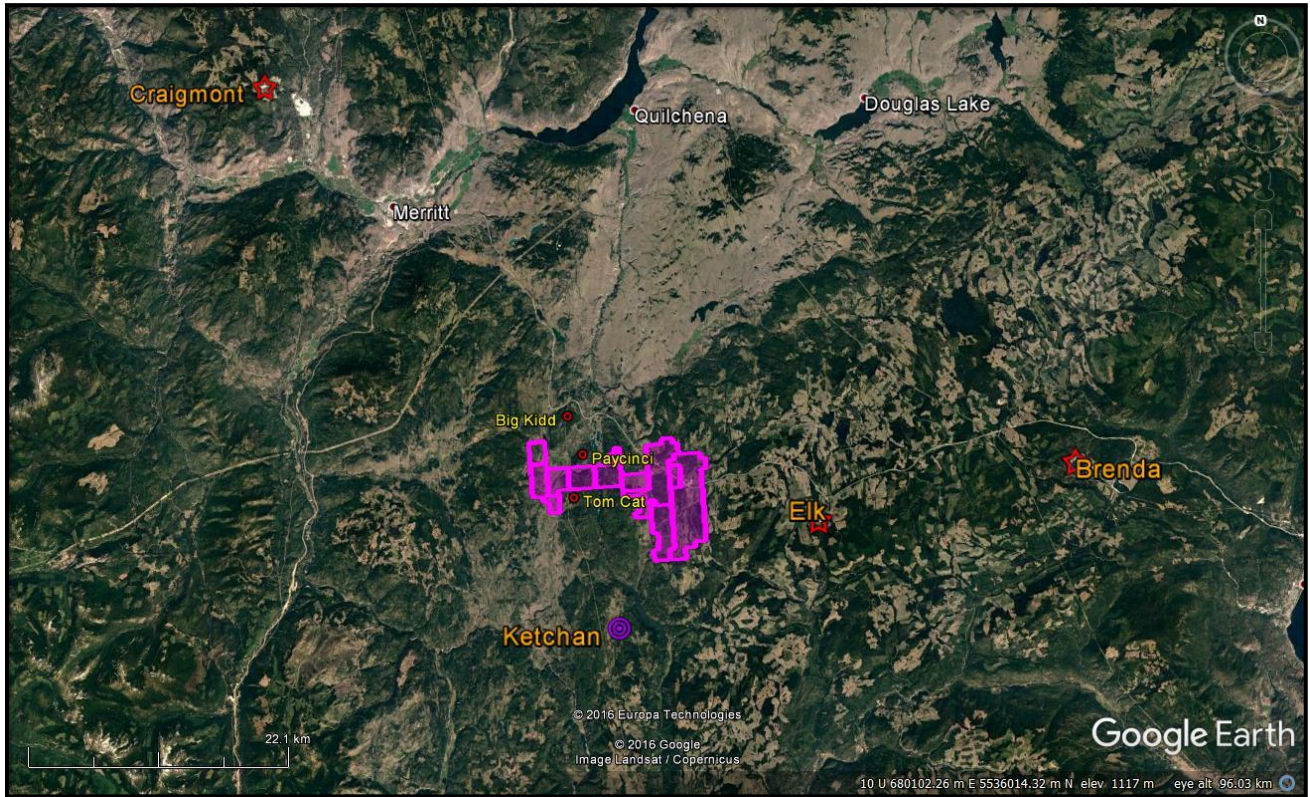 N
Craigmont
Quilchena
Douglas Lake
Merritt
Big Kidd
Paycinci
Tom Cat
Brenda
Elk
Ketchan
© 2016 Europa Technologies
22.1 km
© 2016 Google
Image Landsat / Copernicus
Google Earth
10 U 680102.26 m E 5536014.32 m N elev 1117 m eye alt 96.03 km